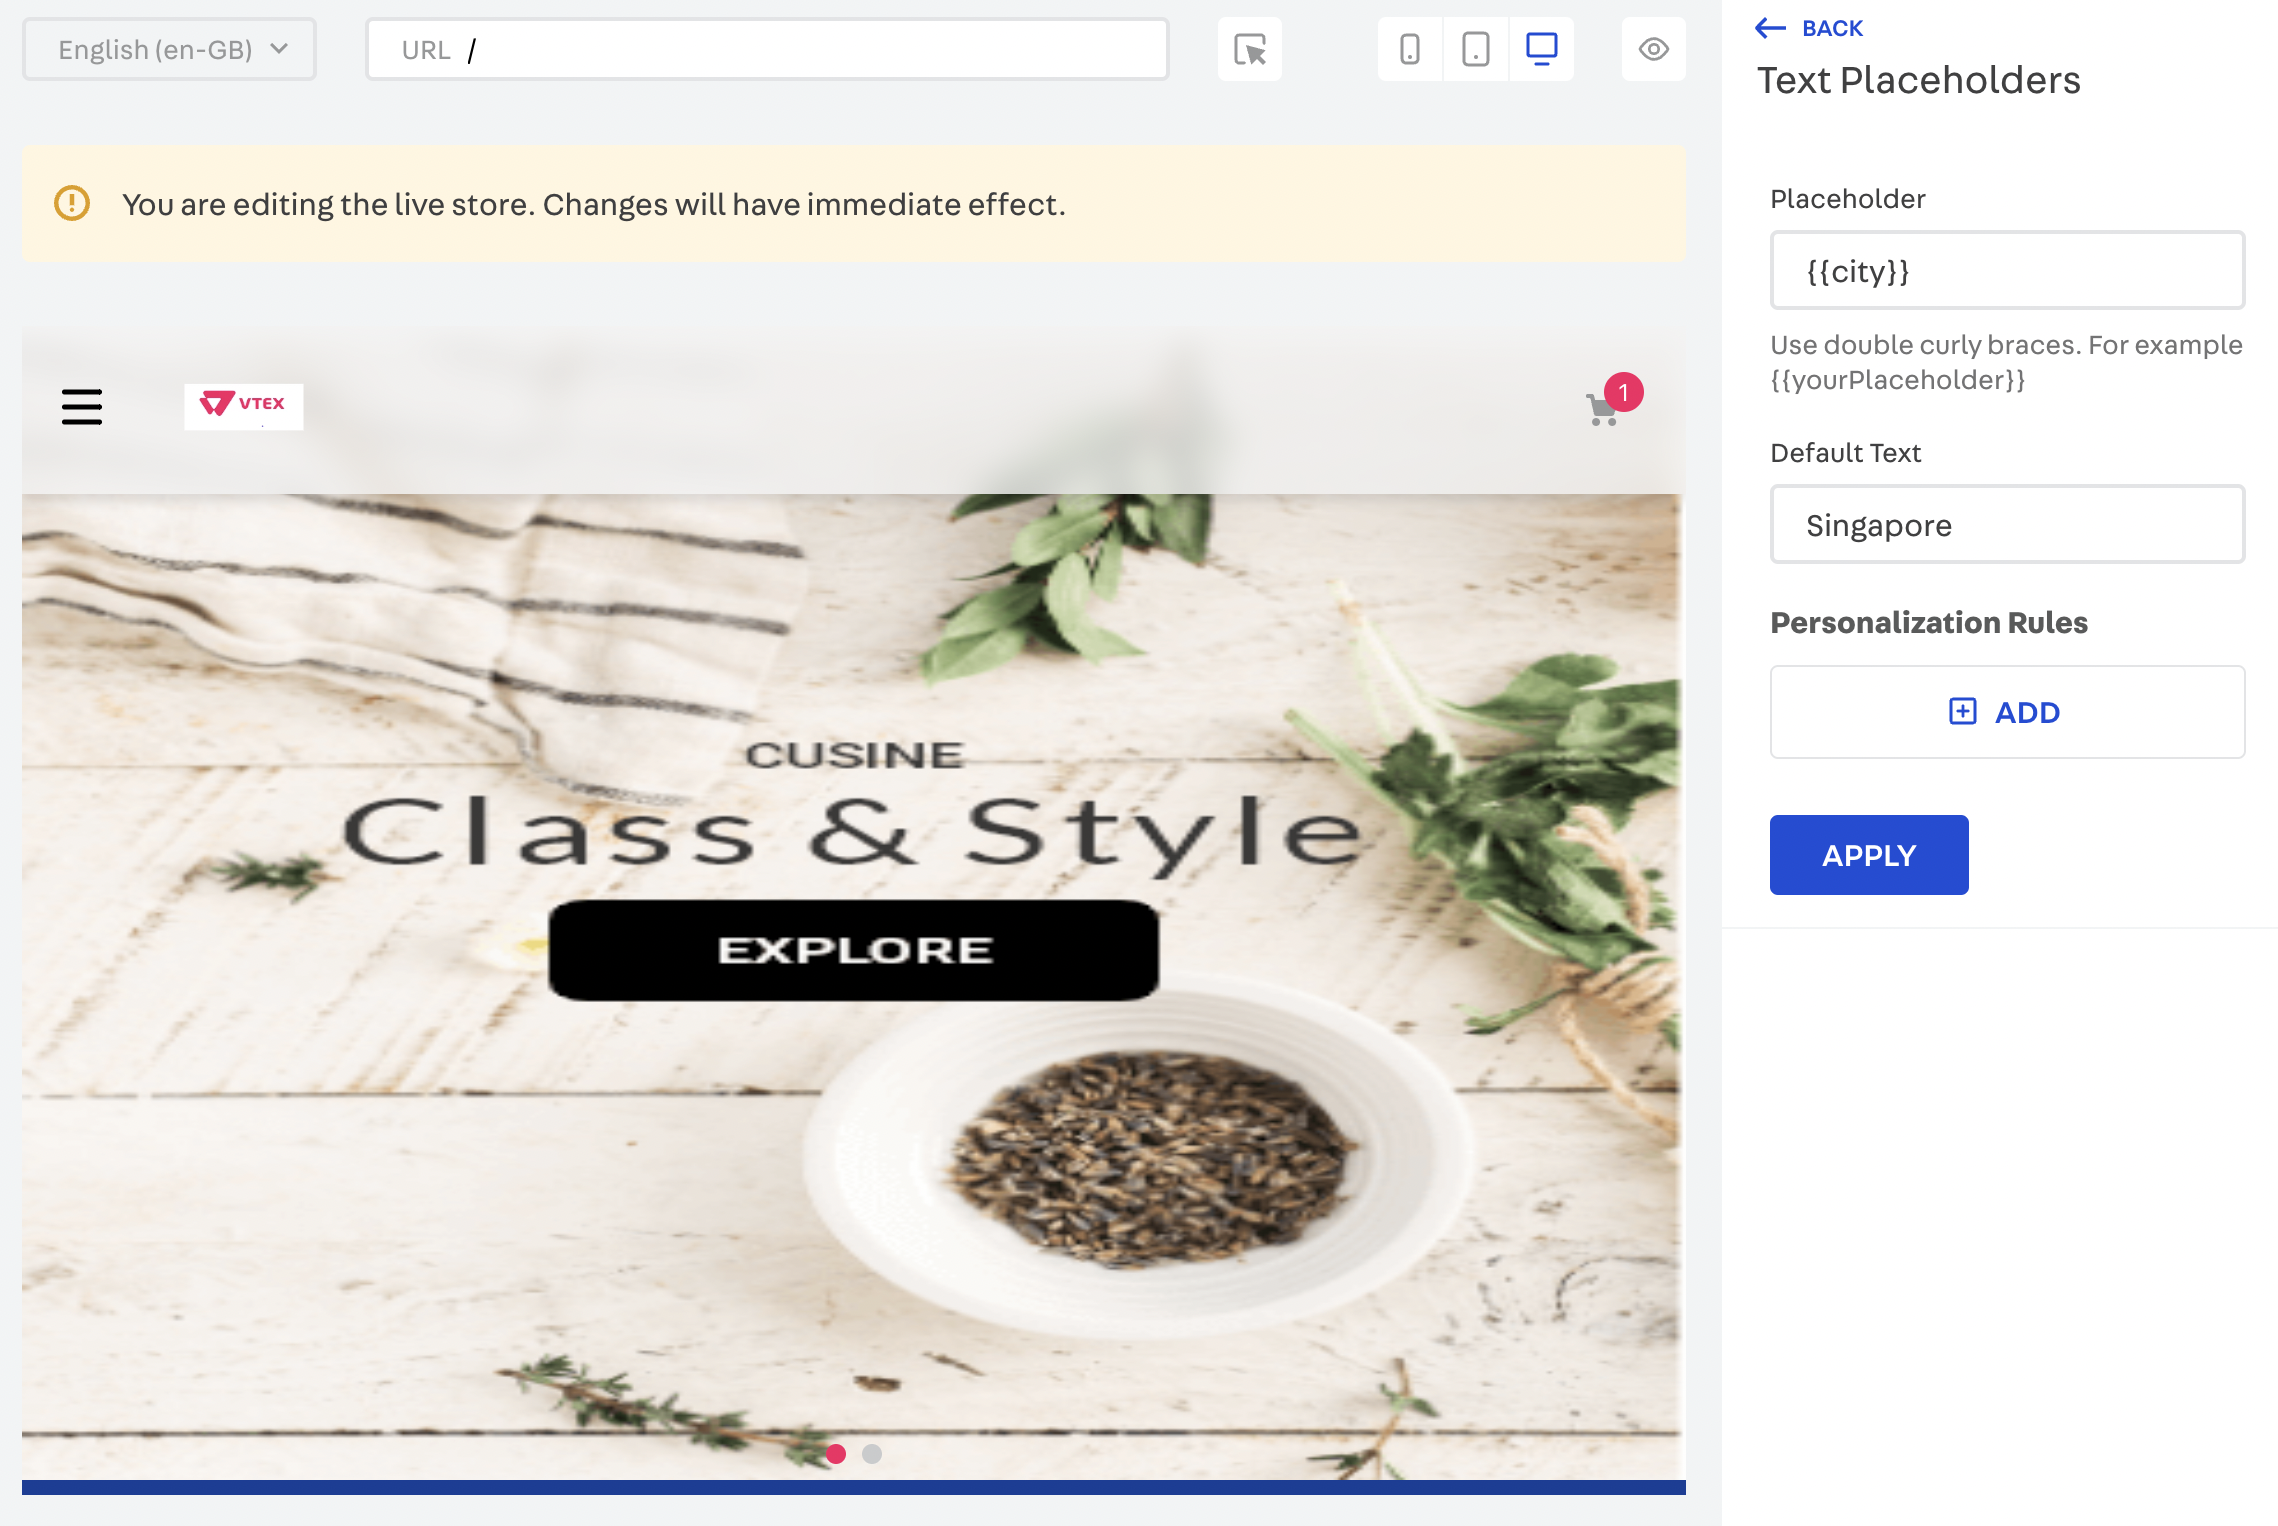 English (en-GB)
URL /
You are editing the live store. Changes will have immediate effect.
VTEX
1
CUSINE
Class & Style
EXPLORE
BACK
Text Placeholders
Placeholder
{{city}}
Use double curly braces. For example
{{yourPlaceholder}}
Default Text
Singapore
Personalization Rules
ADD
APPLY